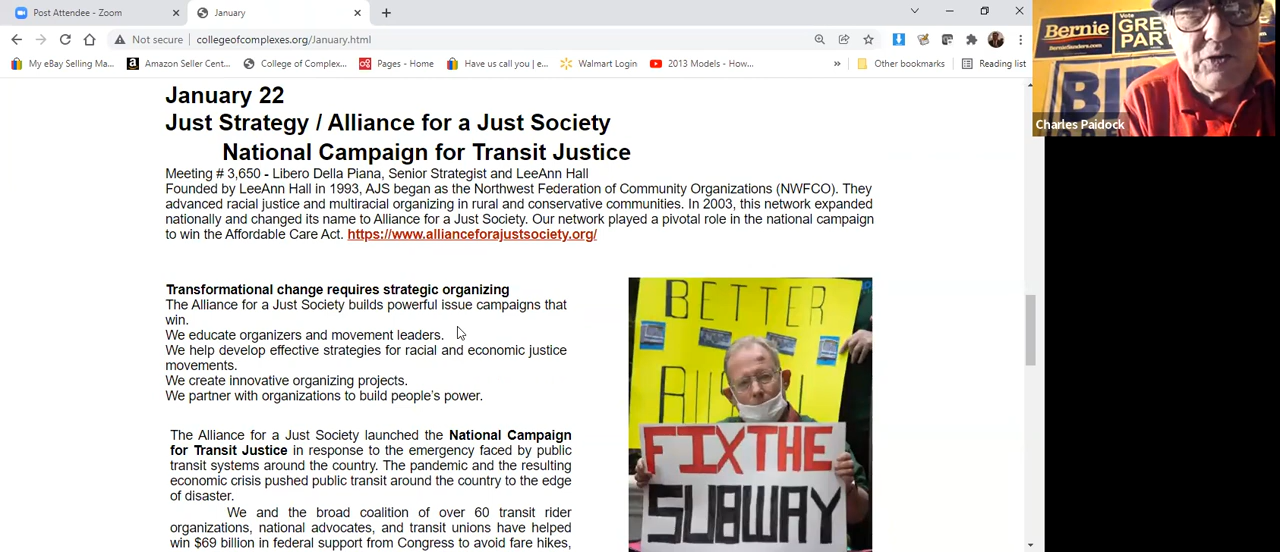 Post Attendee - Zoom
January
Not secure
collegeofcomplexes.org/January.html
My eBay Selling Ma...
Amazon Seller Cent...
College of Complex...
Pages - Home
Have us call you | e...
Walmart Login
2013 Models - How...
»
Other bookmarks
Reading list
January 22
Just Strategy / Alliance for a Just Society
National Campaign for Transit Justice
Meeting # 3,650 - Libero Della Piana, Senior Strategist and LeeAnn Hall
Founded by LeeAnn Hall in 1993, AJS began as the Northwest Federation of Community Organizations (NWFCO). They
advanced racial justice and multiracial organizing in rural and conservative communities. In 2003, this network expanded
nationally and changed its name to Alliance for a Just Society. Our network played a pivotal role in the national campaign
to win the Affordable Care Act. https://www.allianceforajustsociety.org/
Transformational change requires strategic organizing
The Alliance for a Just Society builds powerful issue campaigns that
win.
We educate organizers and movement leaders.
We help develop effective strategies for racial and economic justice
movements.
We create innovative organizing projects.
We partner with organizations to build people's power.
The Alliance for a Just Society launched the National Campaign
for Transit Justice in response to the emergency faced by public
transit systems around the country. The pandemic and the resulting
economic crisis pushed public transit around the country to the edge
of disaster.
We and the broad coalition of over 60 transit rider
organizations, national advocates, and transit unions have helped
win $69 billion in federal support from Congress to avoid fare hikes,
BETTER
FIX THE
SUBWAY
Bernie
BernieSanders.com
Vote
GRE
PART
Charles Paidock